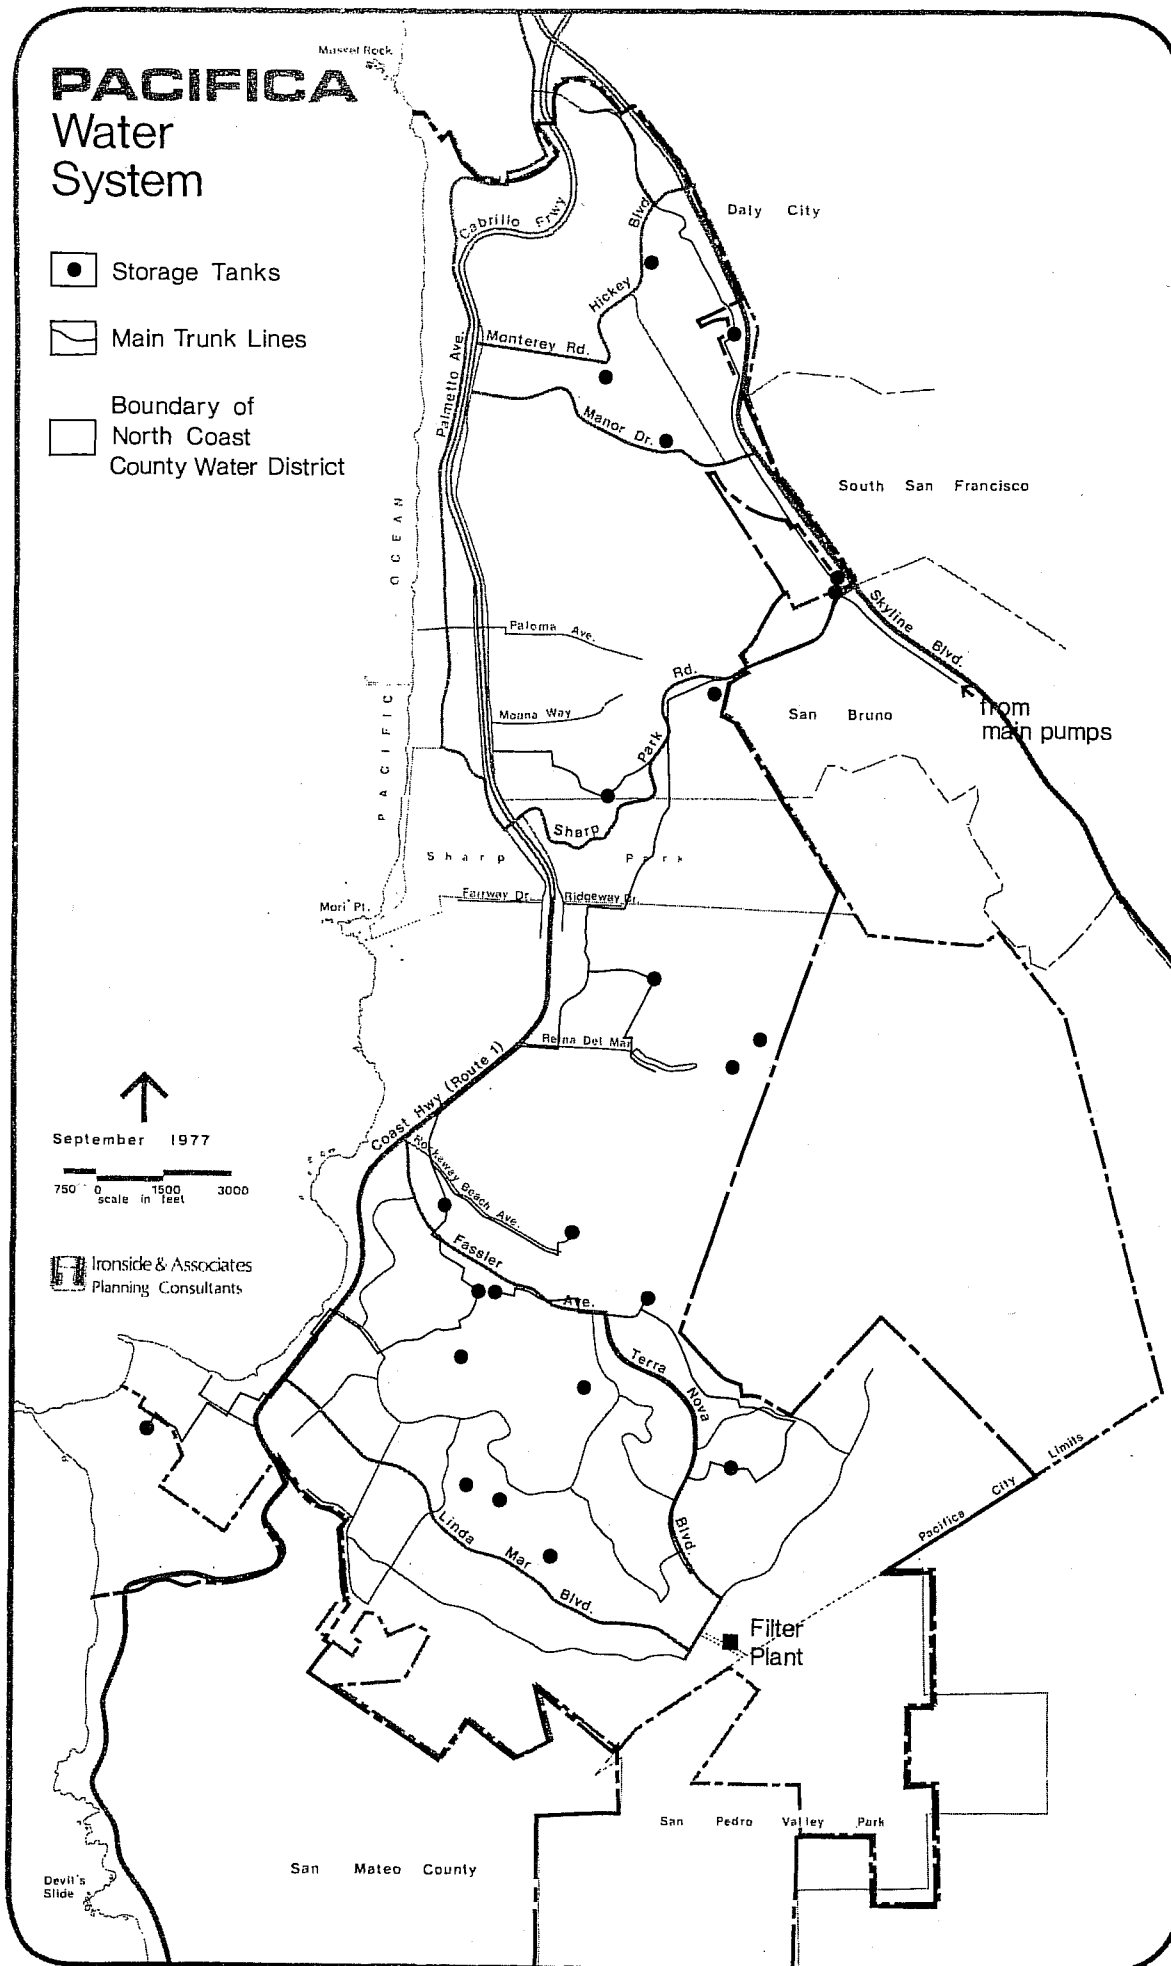 Mussel Rock
PACIFICA
Water
System
Storage Tanks
Main Trunk Lines
Boundary of
North Coast
County Water District
Daly City
Cabrillo Frwy
Hickey Blvd.
Monterey Rd.
Palmetto Ave.
Manor Dr.
South San Francisco
PACIFIC OCEAN
Skyline Blvd.
Paloma Ave.
from
main pumps
San Bruno
Moana Way
Sharp Park Rd.
Sharp Park
Fairway Dr.
Ridgeway Dr.
Mori Pt.
Reina Del Mar
Coast Hwy (Route 1)
September 1977
750 0 1500 3000
scale in feet
Rockaway Beach Ave.
Fassler Ave.
Ironside & Associates
Planning Consultants
Terra Nova Blvd.
Linda Mar Blvd.
Pacifica City Limits
Filter
Plant
San Pedro Valley Park
San Mateo County
Devil's
Slide